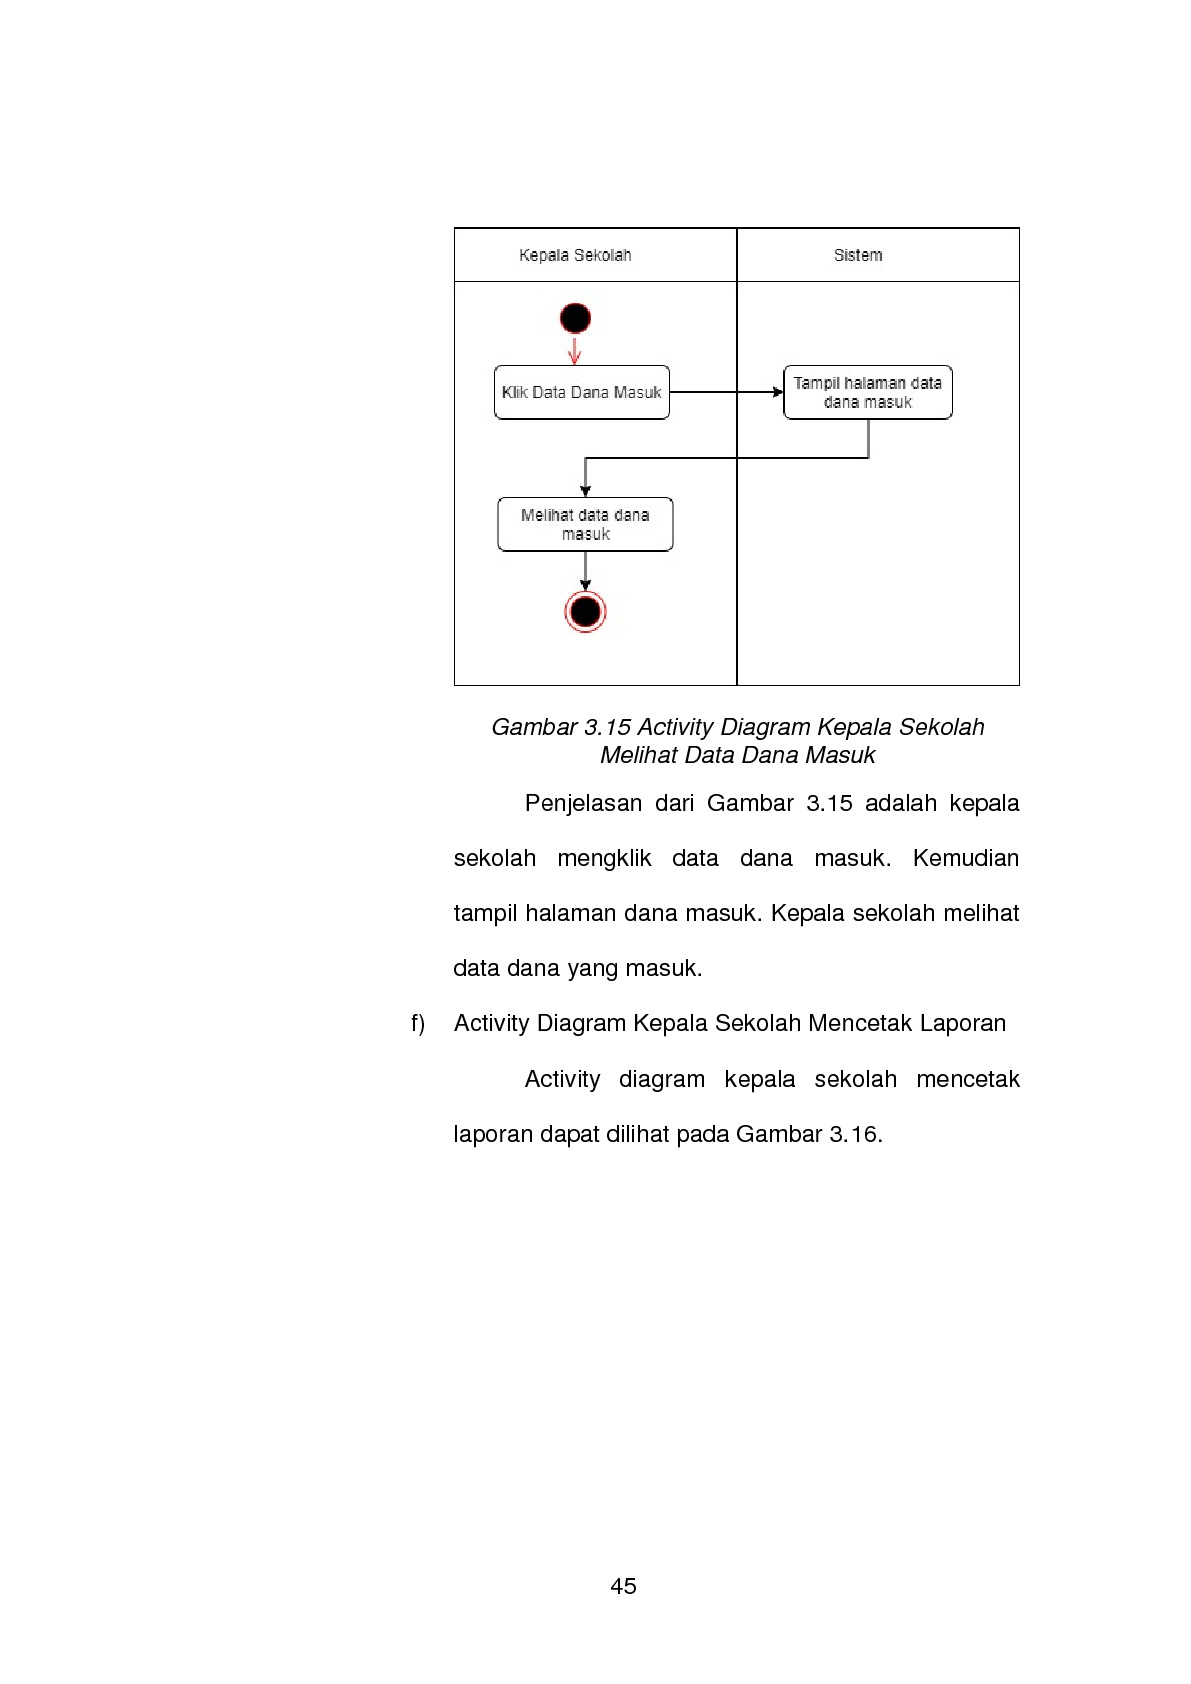 Kepala Sekolah
Sistem
Klik Data Dana Masuk
Tampil halaman data
dana masuk
Melihat data dana
masuk
Gambar 3.15 Activity Diagram Kepala Sekolah
Melihat Data Dana Masuk
Penjelasan dari Gambar 3.15 adalah kepala
sekolah mengklik data dana masuk. Kemudian
tampil halaman dana masuk. Kepala sekolah melihat
data dana yang masuk.
f) Activity Diagram Kepala Sekolah Mencetak Laporan
Activity diagram kepala sekolah mencetak
laporan dapat dilihat pada Gambar 3.16.
45